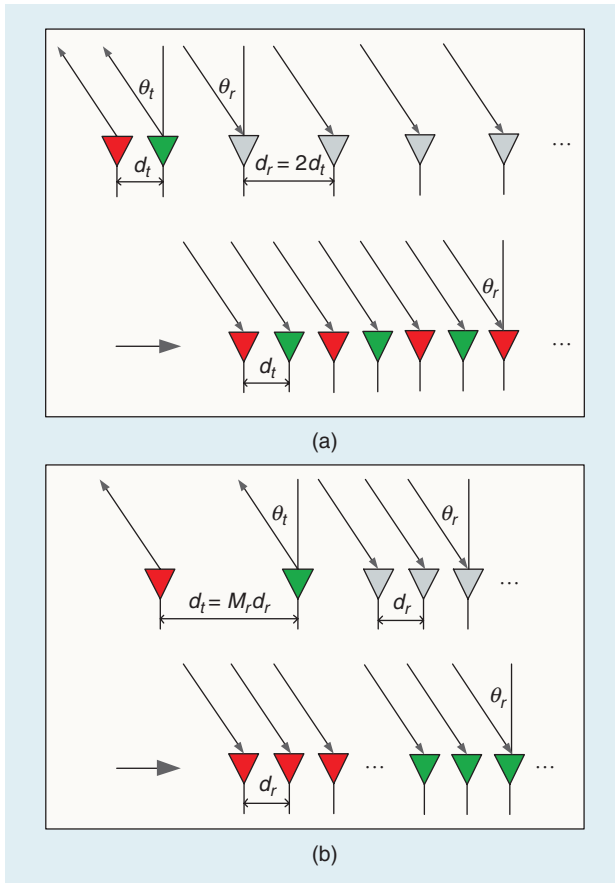 θt θr
dt dr = 2dt ...
θr
dt ...
(a)
θt θr
dt = Mrdr dr ...
θr
dr ... ...
(b)